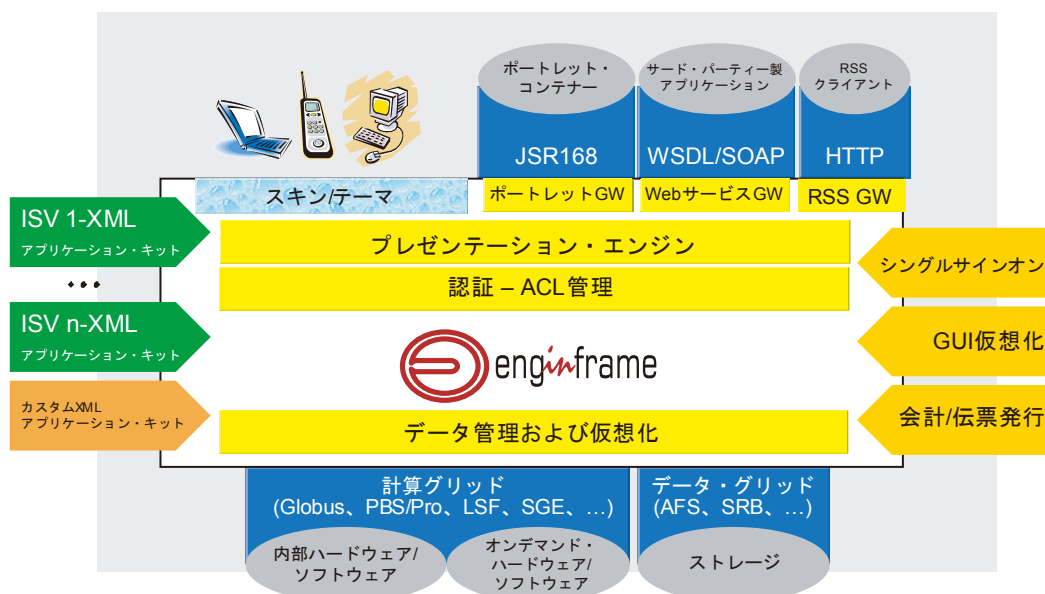 ポートレット・
コンテナー
サード・パーティー製
アプリケーション
RSS
クライアント
JSR168
WSDL/SOAP
HTTP
スキン/テーマ
ポートレットGW
WebサービスGW
RSS GW
ISV 1-XML
アプリケーション・キット
•••
ISV n-XML
アプリケーション・キット
カスタムXML
アプリケーション・キット
プレゼンテーション・エンジン
認証 – ACL管理
enginframe
データ管理および仮想化
シングルサインオン
GUI仮想化
会計/伝票発行
計算グリッド
(Globus、PBS/Pro、LSF、SGE、…)
データ・グリッド
(AFS、SRB、…)
内部ハードウェア/
ソフトウェア
オンデマンド・
ハードウェア/
ソフトウェア
ストレージ